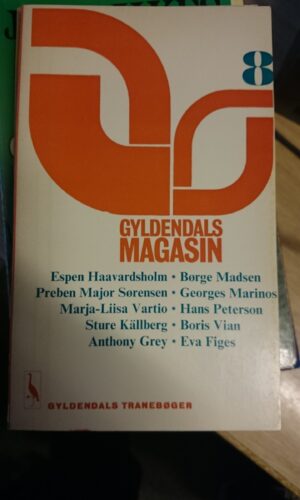 8
GYLDENDALS
MAGASIN
Espen Haavardsholm • Børge Madsen
Preben Major Sørensen • Georges Marinos
Marja-Liisa Vartio • Hans Peterson
Sture Källberg • Boris Vian
Anthony Grey • Eva Figes
GYLDENDALS TRANEBØGER